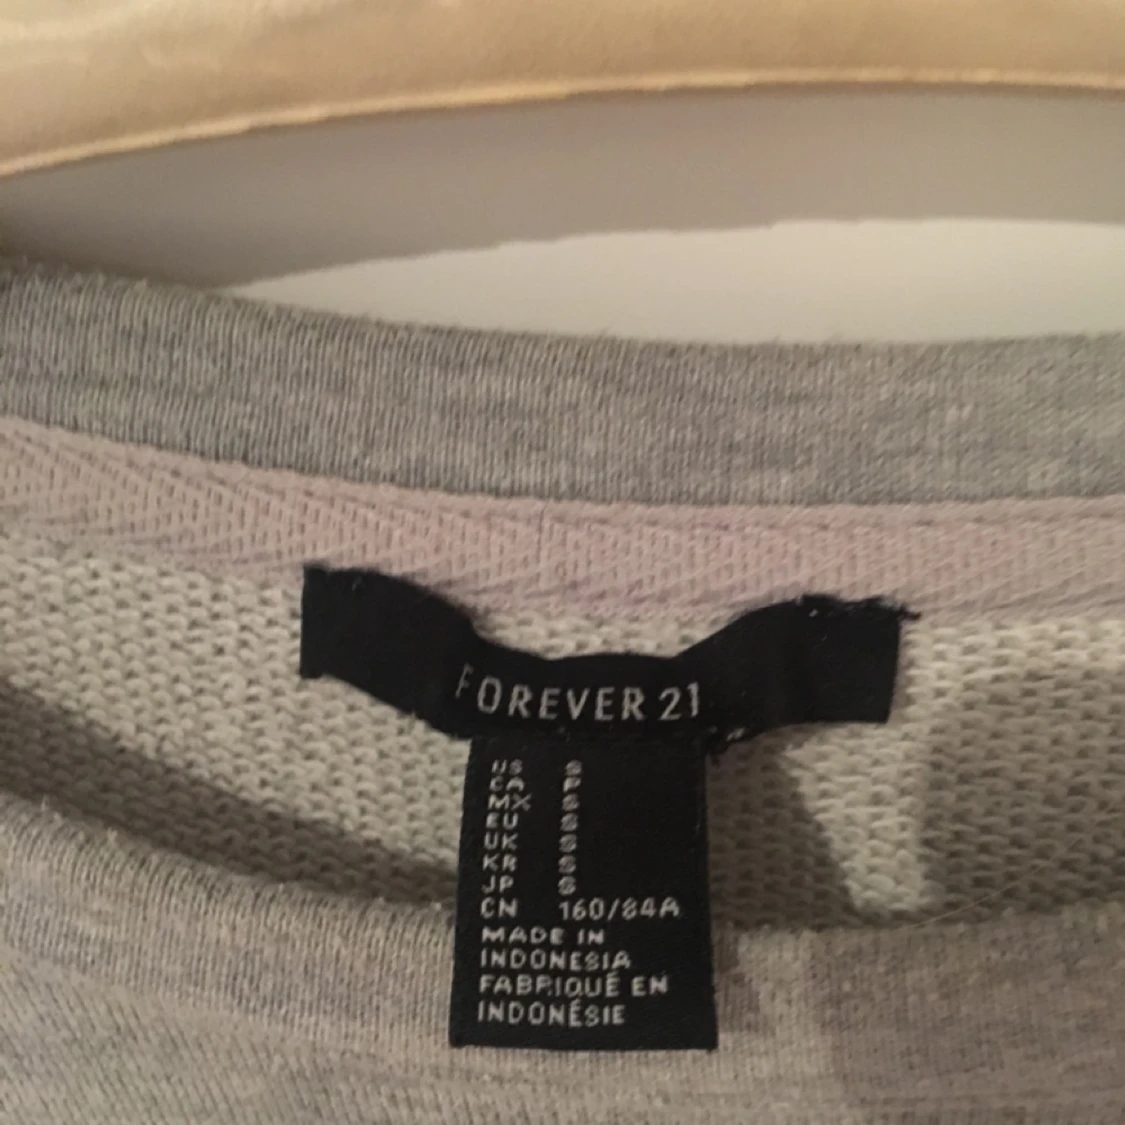 FOREVER 21
US S
CA P
MX S
EU S
UK S
KR S
JP S
CN 160/84A
MADE IN
INDONESIA
FABRIQUÉ EN
INDONÉSIE